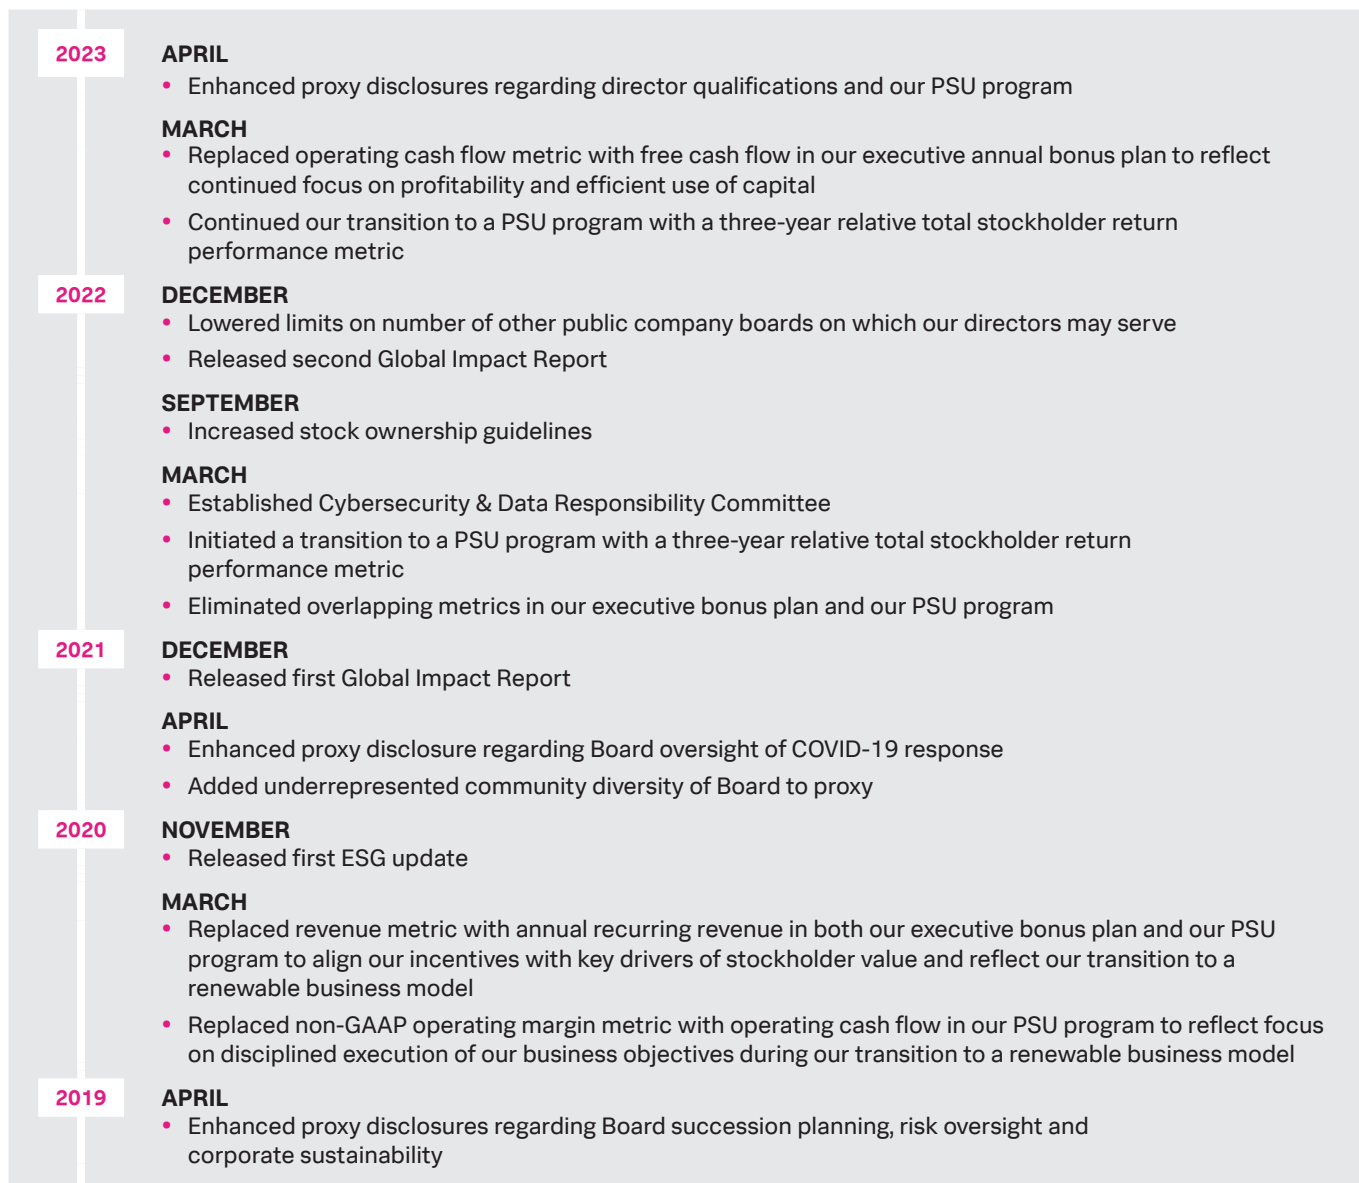 2023
APRIL
• Enhanced proxy disclosures regarding director qualifications and our PSU program
MARCH
• Replaced operating cash flow metric with free cash flow in our executive annual bonus plan to reflect
continued focus on profitability and efficient use of capital
• Continued our transition to a PSU program with a three-year relative total stockholder return
performance metric
2022
DECEMBER
• Lowered limits on number of other public company boards on which our directors may serve
• Released second Global Impact Report
SEPTEMBER
• Increased stock ownership guidelines
MARCH
• Established Cybersecurity & Data Responsibility Committee
• Initiated a transition to a PSU program with a three-year relative total stockholder return
performance metric
• Eliminated overlapping metrics in our executive bonus plan and our PSU program
2021
DECEMBER
• Released first Global Impact Report
APRIL
• Enhanced proxy disclosure regarding Board oversight of COVID-19 response
• Added underrepresented community diversity of Board to proxy
2020
NOVEMBER
• Released first ESG update
MARCH
• Replaced revenue metric with annual recurring revenue in both our executive bonus plan and our PSU
program to align our incentives with key drivers of stockholder value and reflect our transition to a
renewable business model
• Replaced non-GAAP operating margin metric with operating cash flow in our PSU program to reflect focus
on disciplined execution of our business objectives during our transition to a renewable business model
2019
APRIL
• Enhanced proxy disclosures regarding Board succession planning, risk oversight and
corporate sustainability